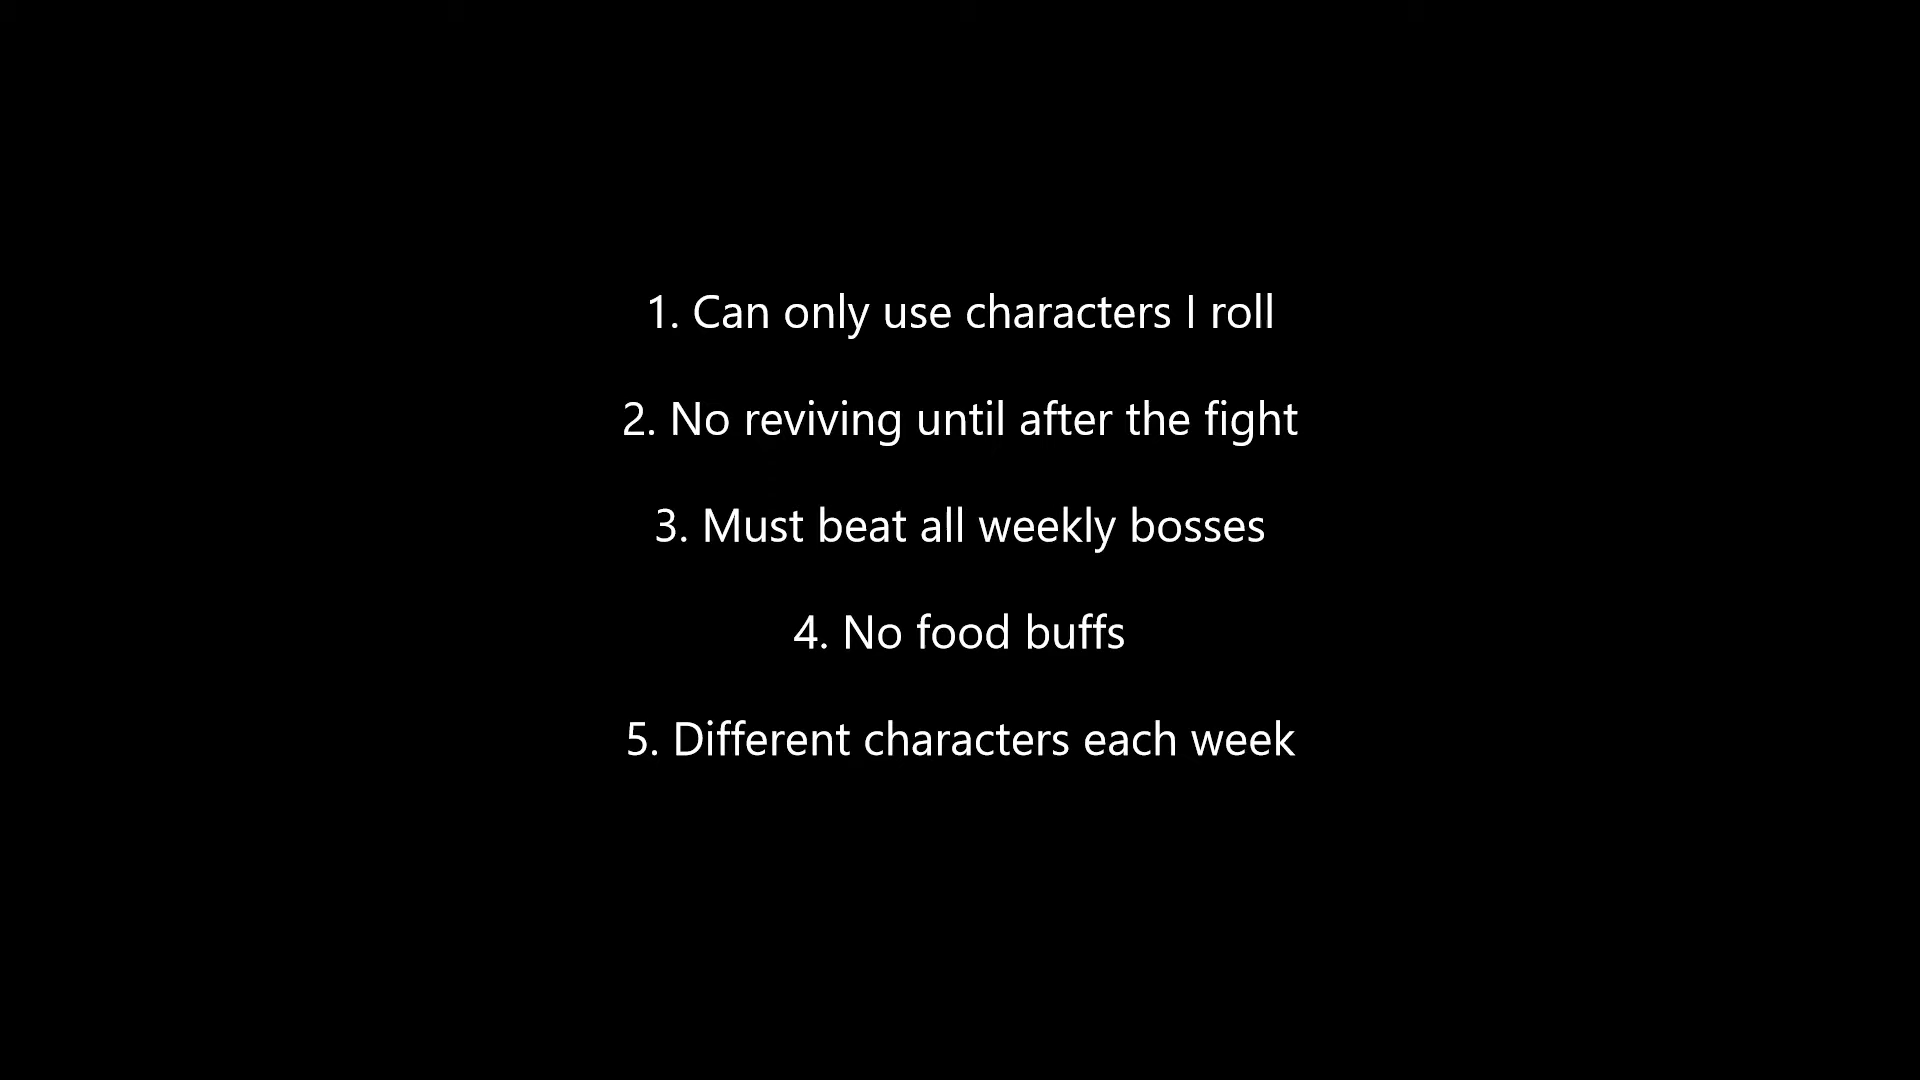 1. Can only use characters I roll
2. No reviving until after the fight
3. Must beat all weekly bosses
4. No food buffs
5. Different characters each week